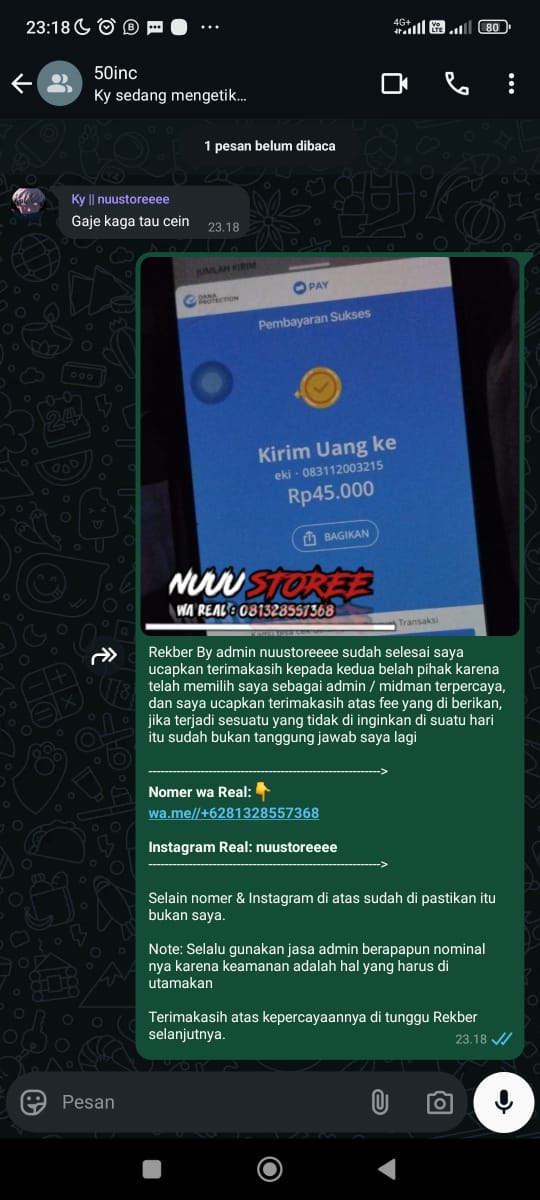 23:18
4G+
Vo
LTE
80
50inc
Ky sedang mengetik...
1 pesan belum dibaca
Ky || nuustoreeee
Gaje kaga tau cein
23.18
JUMLAH KIRIM
DANA
PROTECTION
PAY
Pembayaran Sukses
Kirim Uang ke
eki · 083112003215
Rp45.000
BAGIKAN
NUUU STOREE
WA REAL : 081328557368
Transaksi
Rekber By admin nuustoreeee sudah selesai saya
ucapkan terimakasih kepada kedua belah pihak karena
telah memilih saya sebagai admin / midman terpercaya,
dan saya ucapkan terimakasih atas fee yang di berikan,
jika terjadi sesuatu yang tidak di inginkan di suatu hari
itu sudah bukan tanggung jawab saya lagi
----------------------------------------------------------->
Nomer wa Real:👇
wa.me//+6281328557368
Instagram Real: nuustoreeee
----------------------------------------------------------->
Selain nomer & Instagram di atas sudah di pastikan itu
bukan saya.
Note: Selalu gunakan jasa admin berapapun nominal
nya karena keamanan adalah hal yang harus di
utamakan
Terimakasih atas kepercayaannya di tunggu Rekber
selanjutnya.
23.18
Pesan